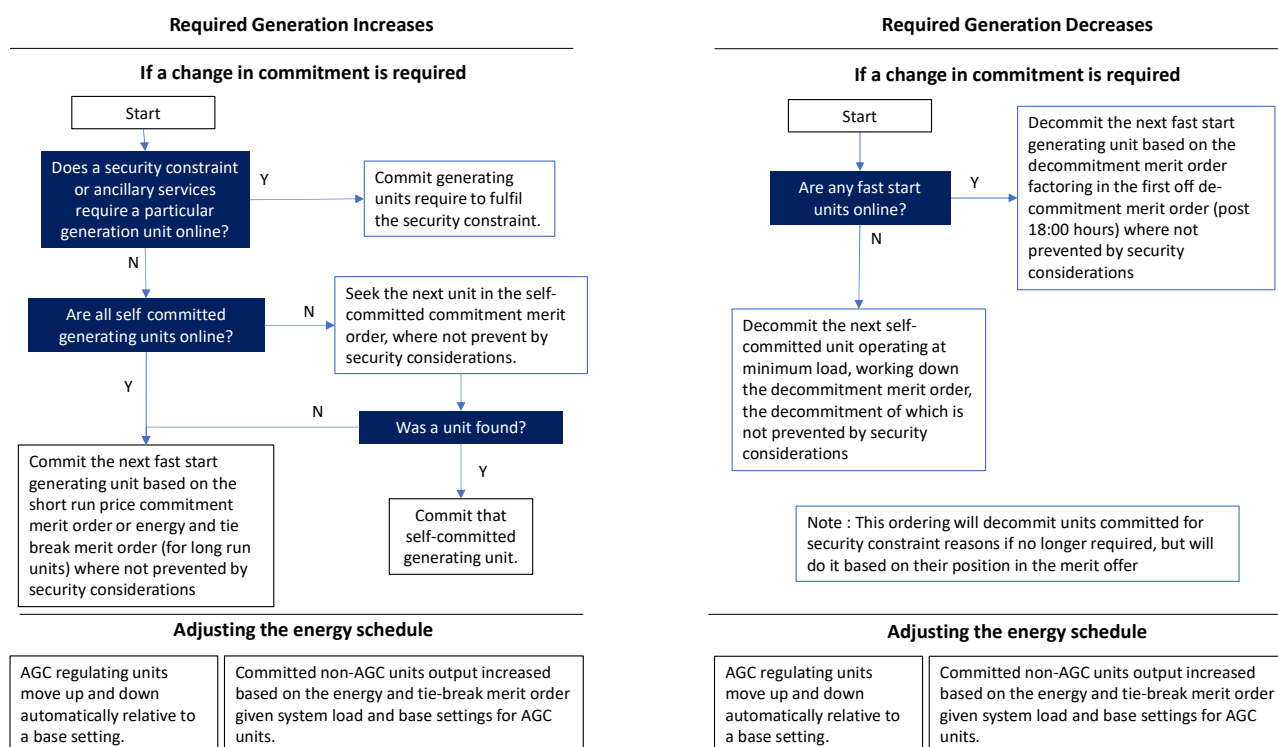 Required Generation Increases
If a change in commitment is required
Start
Does a security constraint
or ancillary services
require a particular
generation unit online?
Y
Commit generating
units require to fulfil
the security constraint.
N
Are all self committed
generating units online?
N
Seek the next unit in the self-
committed commitment merit
order, where not prevent by
security considerations.
Y
N
Was a unit found?
Y
Commit the next fast start
generating unit based on the
short run price commitment
merit order or energy and tie
break merit order (for long run
units) where not prevented by
security considerations
Commit that
self-committed
generating unit.
Adjusting the energy schedule
AGC regulating units
move up and down
automatically relative to
a base setting.
Committed non-AGC units output increased
based on the energy and tie-break merit order
given system load and base settings for AGC
units.
Required Generation Decreases
If a change in commitment is required
Start
Are any fast start
units online?
Y
Decommit the next fast start
generating unit based on the
decommitment merit order
factoring in the first off de-
commitment merit order (post
18:00 hours) where not
prevented by security
considerations
N
Decommit the next self-
committed unit operating at
minimum load, working down
the decommitment merit order,
the decommitment of which is
not prevented by security
considerations
Note : This ordering will decommit units committed for
security constraint reasons if no longer required, but will
do it based on their position in the merit offer
Adjusting the energy schedule
AGC regulating units
move up and down
automatically relative to
a base setting.
Committed non-AGC units output increased
based on the energy and tie-break merit order
given system load and base settings for AGC
units.